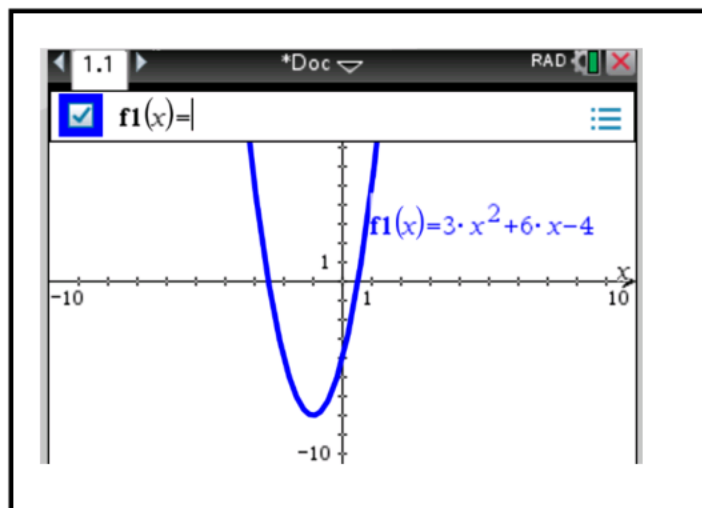 1.1 *Doc RAD
f1(x)=
f1(x)=3·x²+6·x−4
1
x
-10 1 10
-10